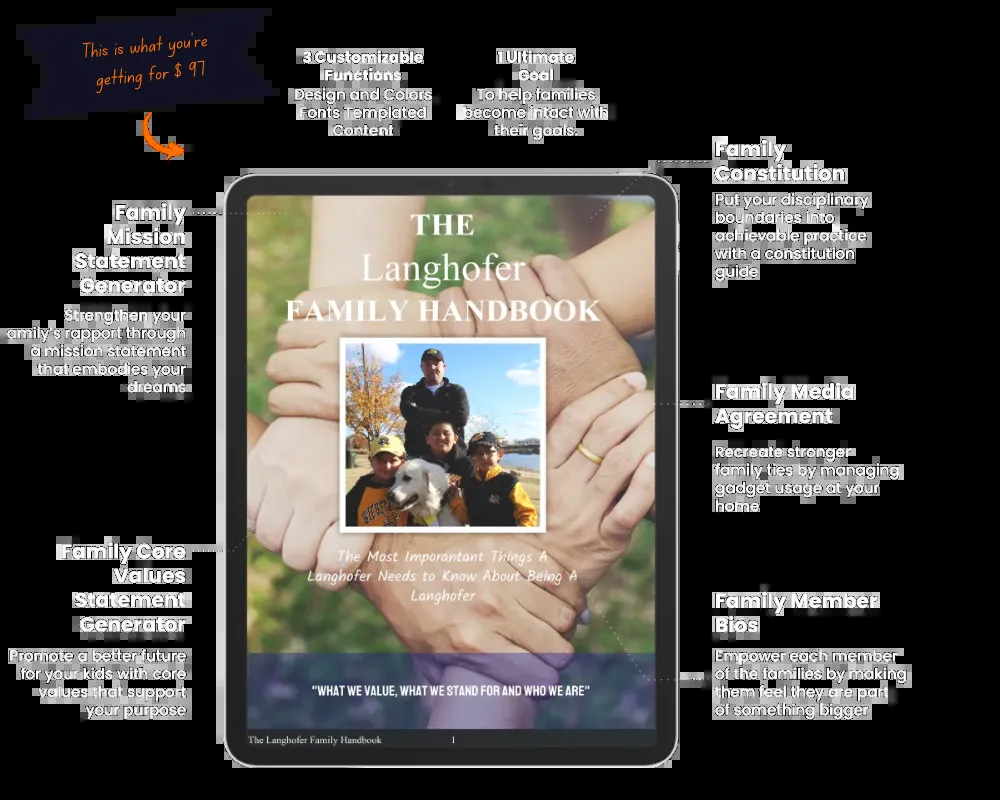 This is what you're
getting for $ 97
3 Customizable
Functions
Design and Colors
Fonts Templated
Content
1 Ultimate
Goal
To help families
become intact with
their goals.
Family
Mission
Statement
Generator
Strengthen your
amily's rapport through
a mission statement
that embodies your
dreams
Family Core
Values
Statement
Generator
Promote a better future
for your kids with core
values that support
your purpose
THE
Langhofer
FAMILY HANDBOOK
The Most Imporantant Things A
Langhofer Needs to Know About Being A
Langhofer
"WHAT WE VALUE, WHAT WE STAND FOR AND WHO WE ARE"
The Langhofer Family Handbook 1
Family
Constitution
Put your disciplinary
boundaries into
achievable practice
with a constitution
guide
Family Media
Agreement
Recreate stronger
family ties by managing
gadget usage at your
home
Family Member
Bios
Empower each member
of the families by making
them feel they are part
of something bigger